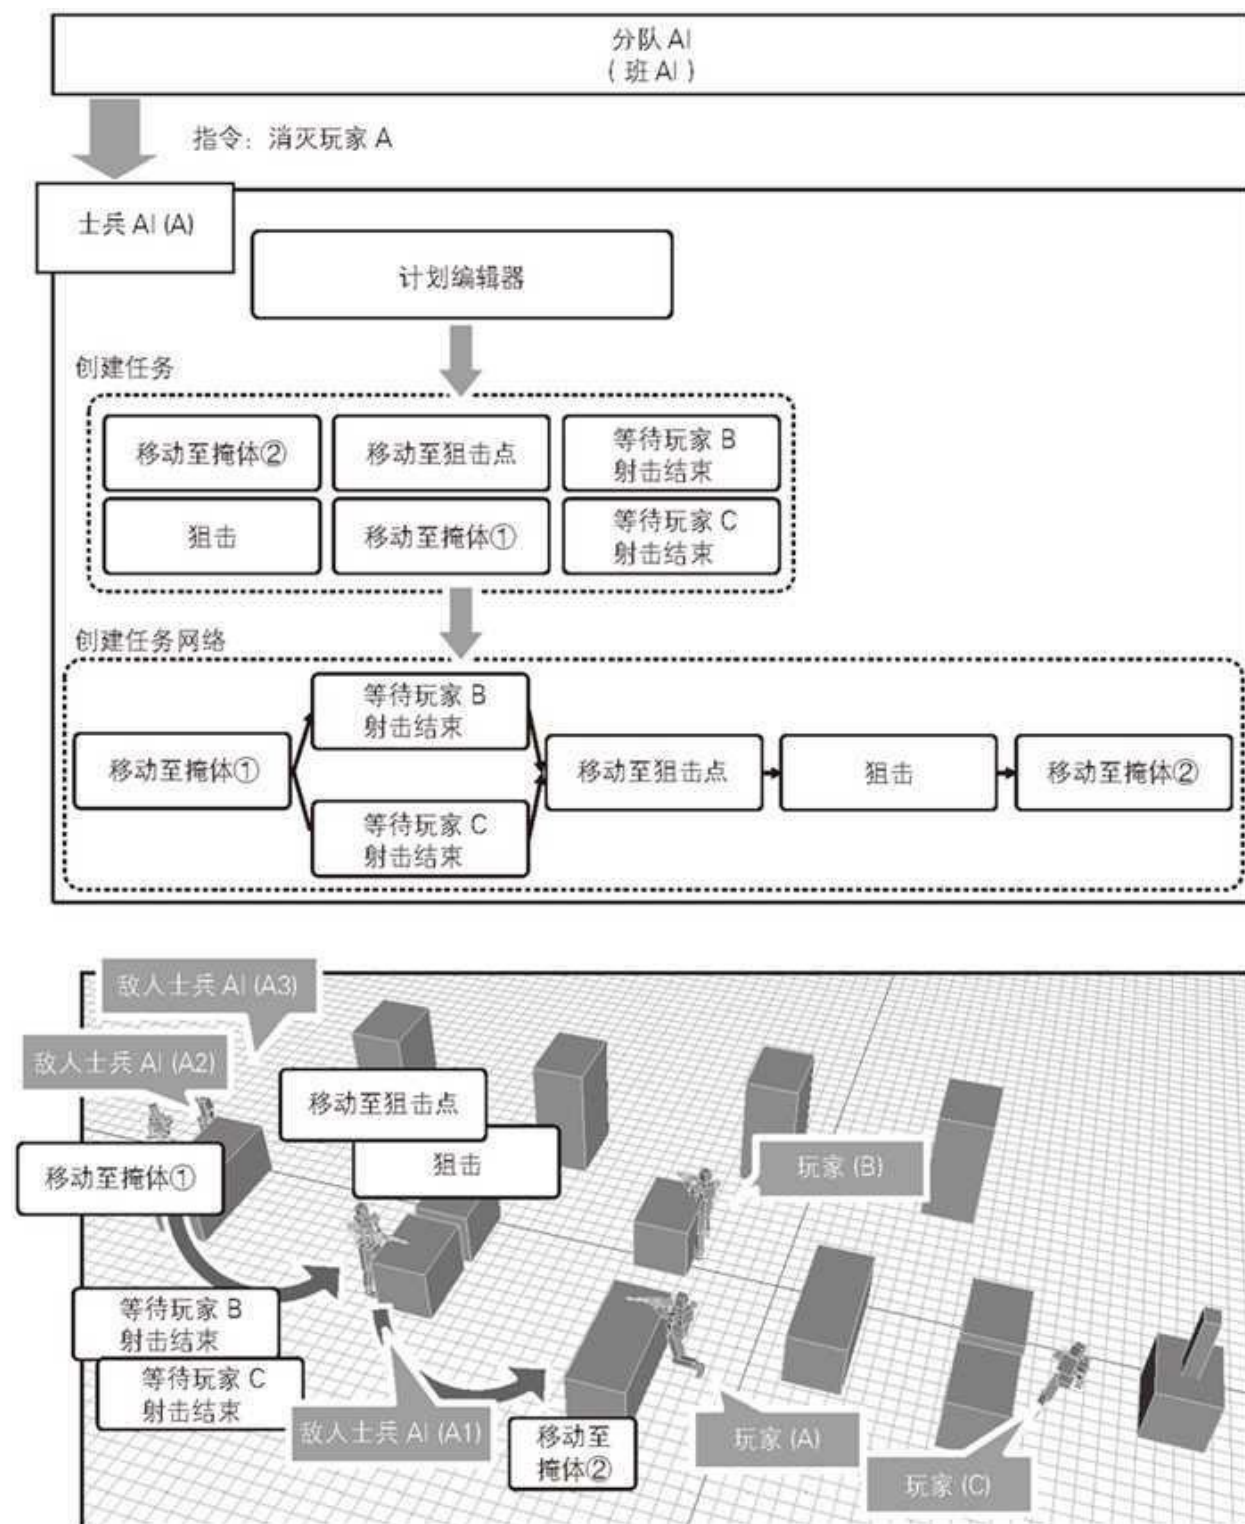 分队 AI
( 班 AI )
指令：消灭玩家 A
士兵 AI (A)
计划编辑器
创建任务
移动至掩体②
移动至狙击点
等待玩家 B
射击结束
狙击
移动至掩体①
等待玩家 C
射击结束
创建任务网络
移动至掩体①
等待玩家 B
射击结束
等待玩家 C
射击结束
移动至狙击点
狙击
移动至掩体②
敌人士兵 AI (A3)
敌人士兵 AI (A2)
移动至狙击点
狙击
移动至掩体①
玩家 (B)
等待玩家 B
射击结束
等待玩家 C
射击结束
敌人士兵 AI (A1)
移动至
掩体②
玩家 (A)
玩家 (C)